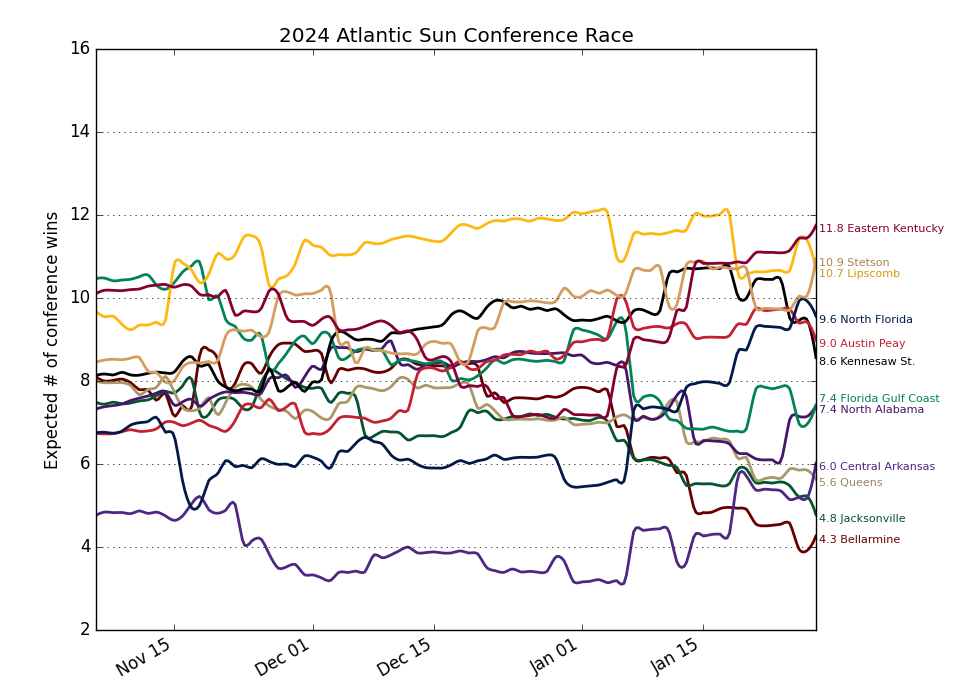 2024 Atlantic Sun Conference Race
Expected # of conference wins
16
14
12
10
8
6
4
2
Nov 15
Dec 01
Dec 15
Jan 01
Jan 15
11.8 Eastern Kentucky
10.9 Stetson
10.7 Lipscomb
9.6 North Florida
9.0 Austin Peay
8.6 Kennesaw St.
7.4 Florida Gulf Coast
7.4 North Alabama
6.0 Central Arkansas
5.6 Queens
4.8 Jacksonville
4.3 Bellarmine